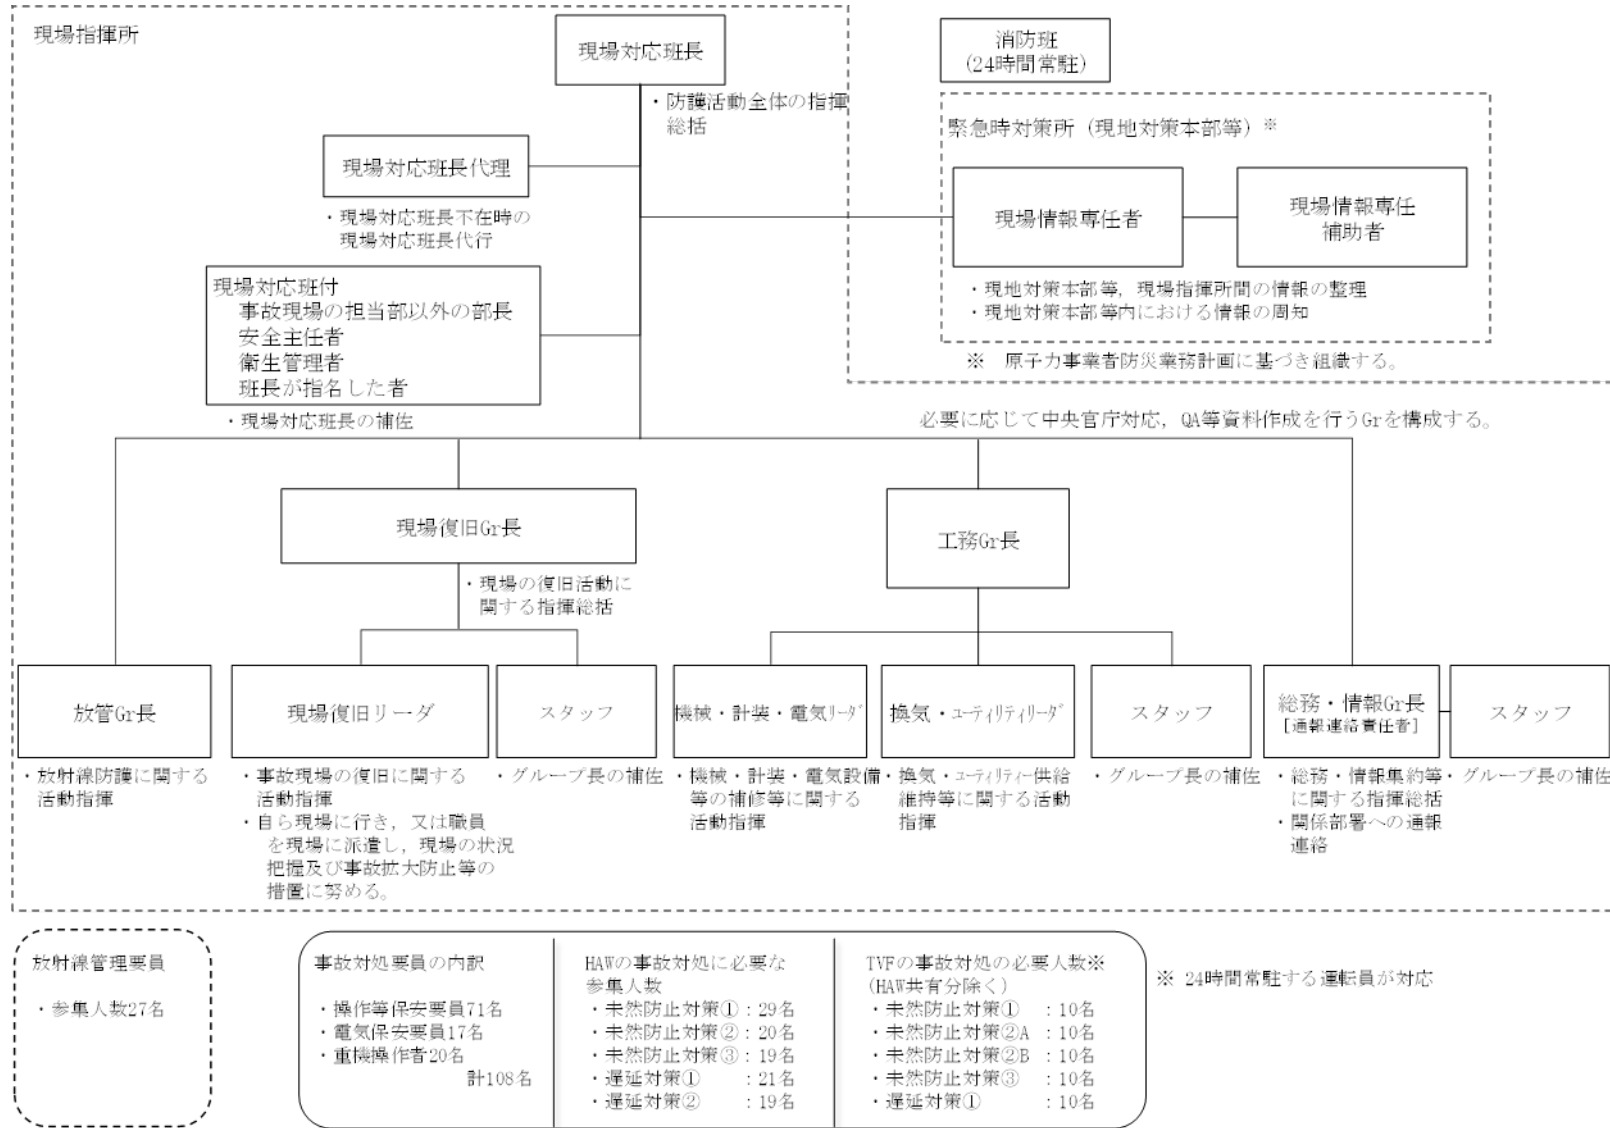 現場指揮所
現場対応班長
・防護活動全体の指揮
総括
現場対応班長代理
・現場対応班長不在時の
現場対応班長代行
現場対応班付
事故現場の担当部以外の部長
安全主任者
衛生管理者
班長が指名した者
・現場対応班長の補佐
消防班
(24時間常駐)
緊急時対策所（現地対策本部等）※
現場情報専任者
現場情報専任
補助者
・現地対策本部等，現場指揮所間の情報の整理
・現地対策本部等内における情報の周知
※　原子力事業者防災業務計画に基づき組織する。
必要に応じて中央官庁対応，QA等資料作成を行うGrを構成する。
現場復旧Gr長
・現場の復旧活動に
関する指揮総括
工務Gr長
放管Gr長
・放射線防護に関する
活動指揮
現場復旧リーダ
・事故現場の復旧に関する
活動指揮
・自ら現場に行き，又は職員
を現場に派遣し，現場の状況
把握及び事故拡大防止等の
措置に努める。
スタッフ
・グループ長の補佐
機械・計装・電気ﾘｰﾀﾞ
・機械・計装・電気設備
等の補修等に関する
活動指揮
換気・ﾕｰﾃｨﾘﾃｨﾘｰﾀﾞ
・換気・ﾕｰﾃｨﾘﾃｨｰ供給
維持等に関する活動
指揮
スタッフ
・グループ長の補佐
総務・情報Gr長
[通報連絡責任者]
・総務・情報集約等
に関する指揮総括
・関係部署への通報
連絡
スタッフ
・グループ長の補佐
放射線管理要員
・参集人数27名
事故対処要員の内訳
・操作等保安要員71名
・電気保安要員17名
・重機操作者20名
計108名
HAWの事故対処に必要な
参集人数
・未然防止対策①：29名
・未然防止対策②：20名
・未然防止対策③：19名
・遅延対策①　　：21名
・遅延対策②　　：19名
TVFの事故対処の必要人数※
(HAW共有分除く)
・未然防止対策①　：10名
・未然防止対策②A ：10名
・未然防止対策②B ：10名
・未然防止対策③　：10名
・遅延対策①　　　：10名
※ 24時間常駐する運転員が対応